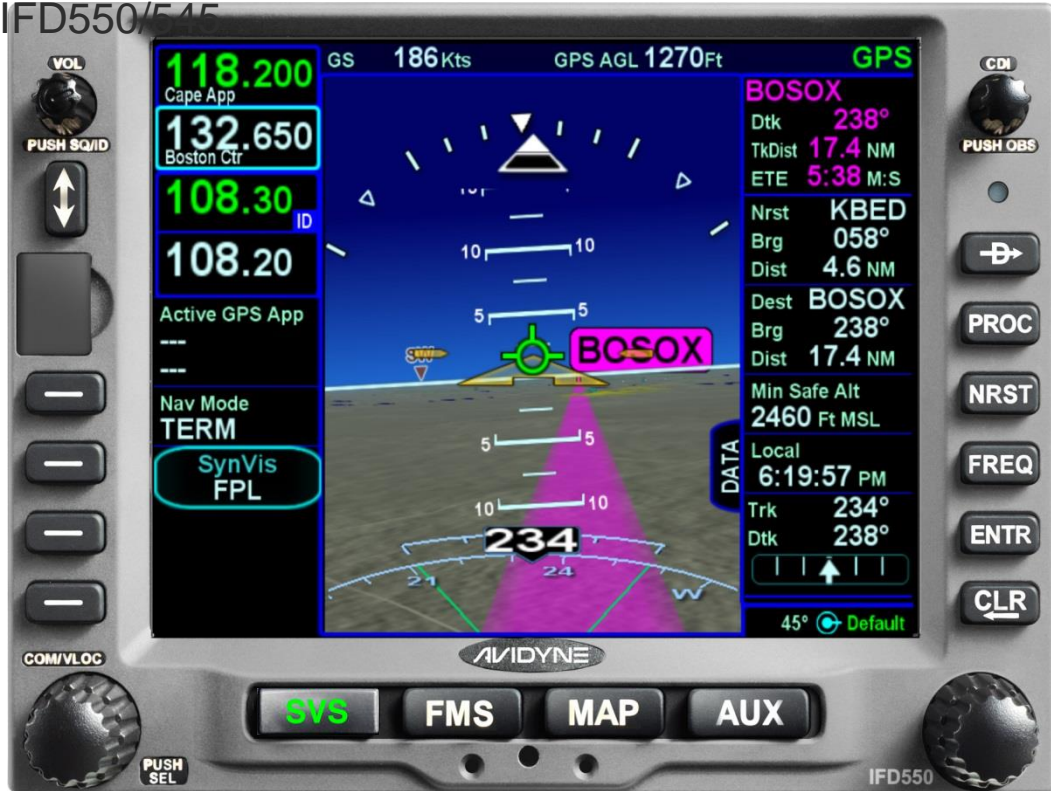 IFD550/545
VOL
PUSH SQ/ID
118.200
Cape App
132.650
Boston Ctr
108.30
ID
108.20
Active GPS App
---
---
Nav Mode
TERM
SynVis
FPL
GS 186 Kts GPS AGL 1270 Ft GPS
10 10
5 5
BOSOX
SW
5 5
10 10
234
21 24 W
DATA
BOSOX
Dtk 238°
TkDist 17.4 NM
ETE 5:38 M:S
Nrst KBED
Brg 058°
Dist 4.6 NM
Dest BOSOX
Brg 238°
Dist 17.4 NM
Min Safe Alt
2460 Ft MSL
Local
6:19:57 PM
Trk 234°
Dtk 238°
45° Default
CDI
PUSH OBS
D
PROC
NRST
FREQ
ENTR
CLR
AVIDYNE
COM/VLOC
PUSH
SEL
SVS FMS MAP AUX
IFD550